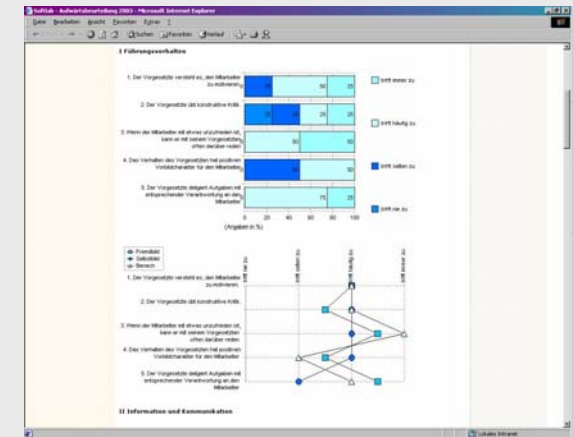 Softlab - Aufwärtsbeurteilung 2003 - Microsoft Internet Explorer
Datei Bearbeiten Ansicht Favoriten Extras ?
Suchen Favoriten Verlauf
I Führungsverhalten
1. Der Vorgesetzte versteht es, den Mitarbeiter
zu motivieren.
2. Der Vorgesetzte übt konstruktive Kritik.
3. Wenn der Mitarbeiter mit etwas unzufrieden ist,
kann er mit seinem Vorgesetzten
offen darüber reden.
4. Das Verhalten des Vorgesetzten hat positiven
Vorbildcharakter für den Mitarbeiter
5. Der Vorgesetzte delegiert Aufgaben mit
entsprechender Verantwortung an den
Mitarbeiter
0 25 50 25
25 25 25 25
0 50 50
0 50 50
0 75 25
0 20 40 60 80 100
(Angaben in %)
trifft immer zu
trifft häufig zu
trifft selten zu
trifft nie zu
Fremdbild
Selbstbild
Bereich
trifft nie zu
trifft selten zu
trifft häufig zu
trifft immer zu
1. Der Vorgesetzte versteht es, den Mitarbeiter
zu motivieren.
2. Der Vorgesetzte übt konstruktive Kritik.
3. Wenn der Mitarbeiter mit etwas unzufrieden ist,
kann er mit seinem Vorgesetzten
offen darüber reden.
4. Das Verhalten des Vorgesetzten hat positiven
Vorbildcharakter für den Mitarbeiter
5. Der Vorgesetzte delegiert Aufgaben mit
entsprechender Verantwortung an den
Mitarbeiter
II Information und Kommunikation
Lokales Intranet